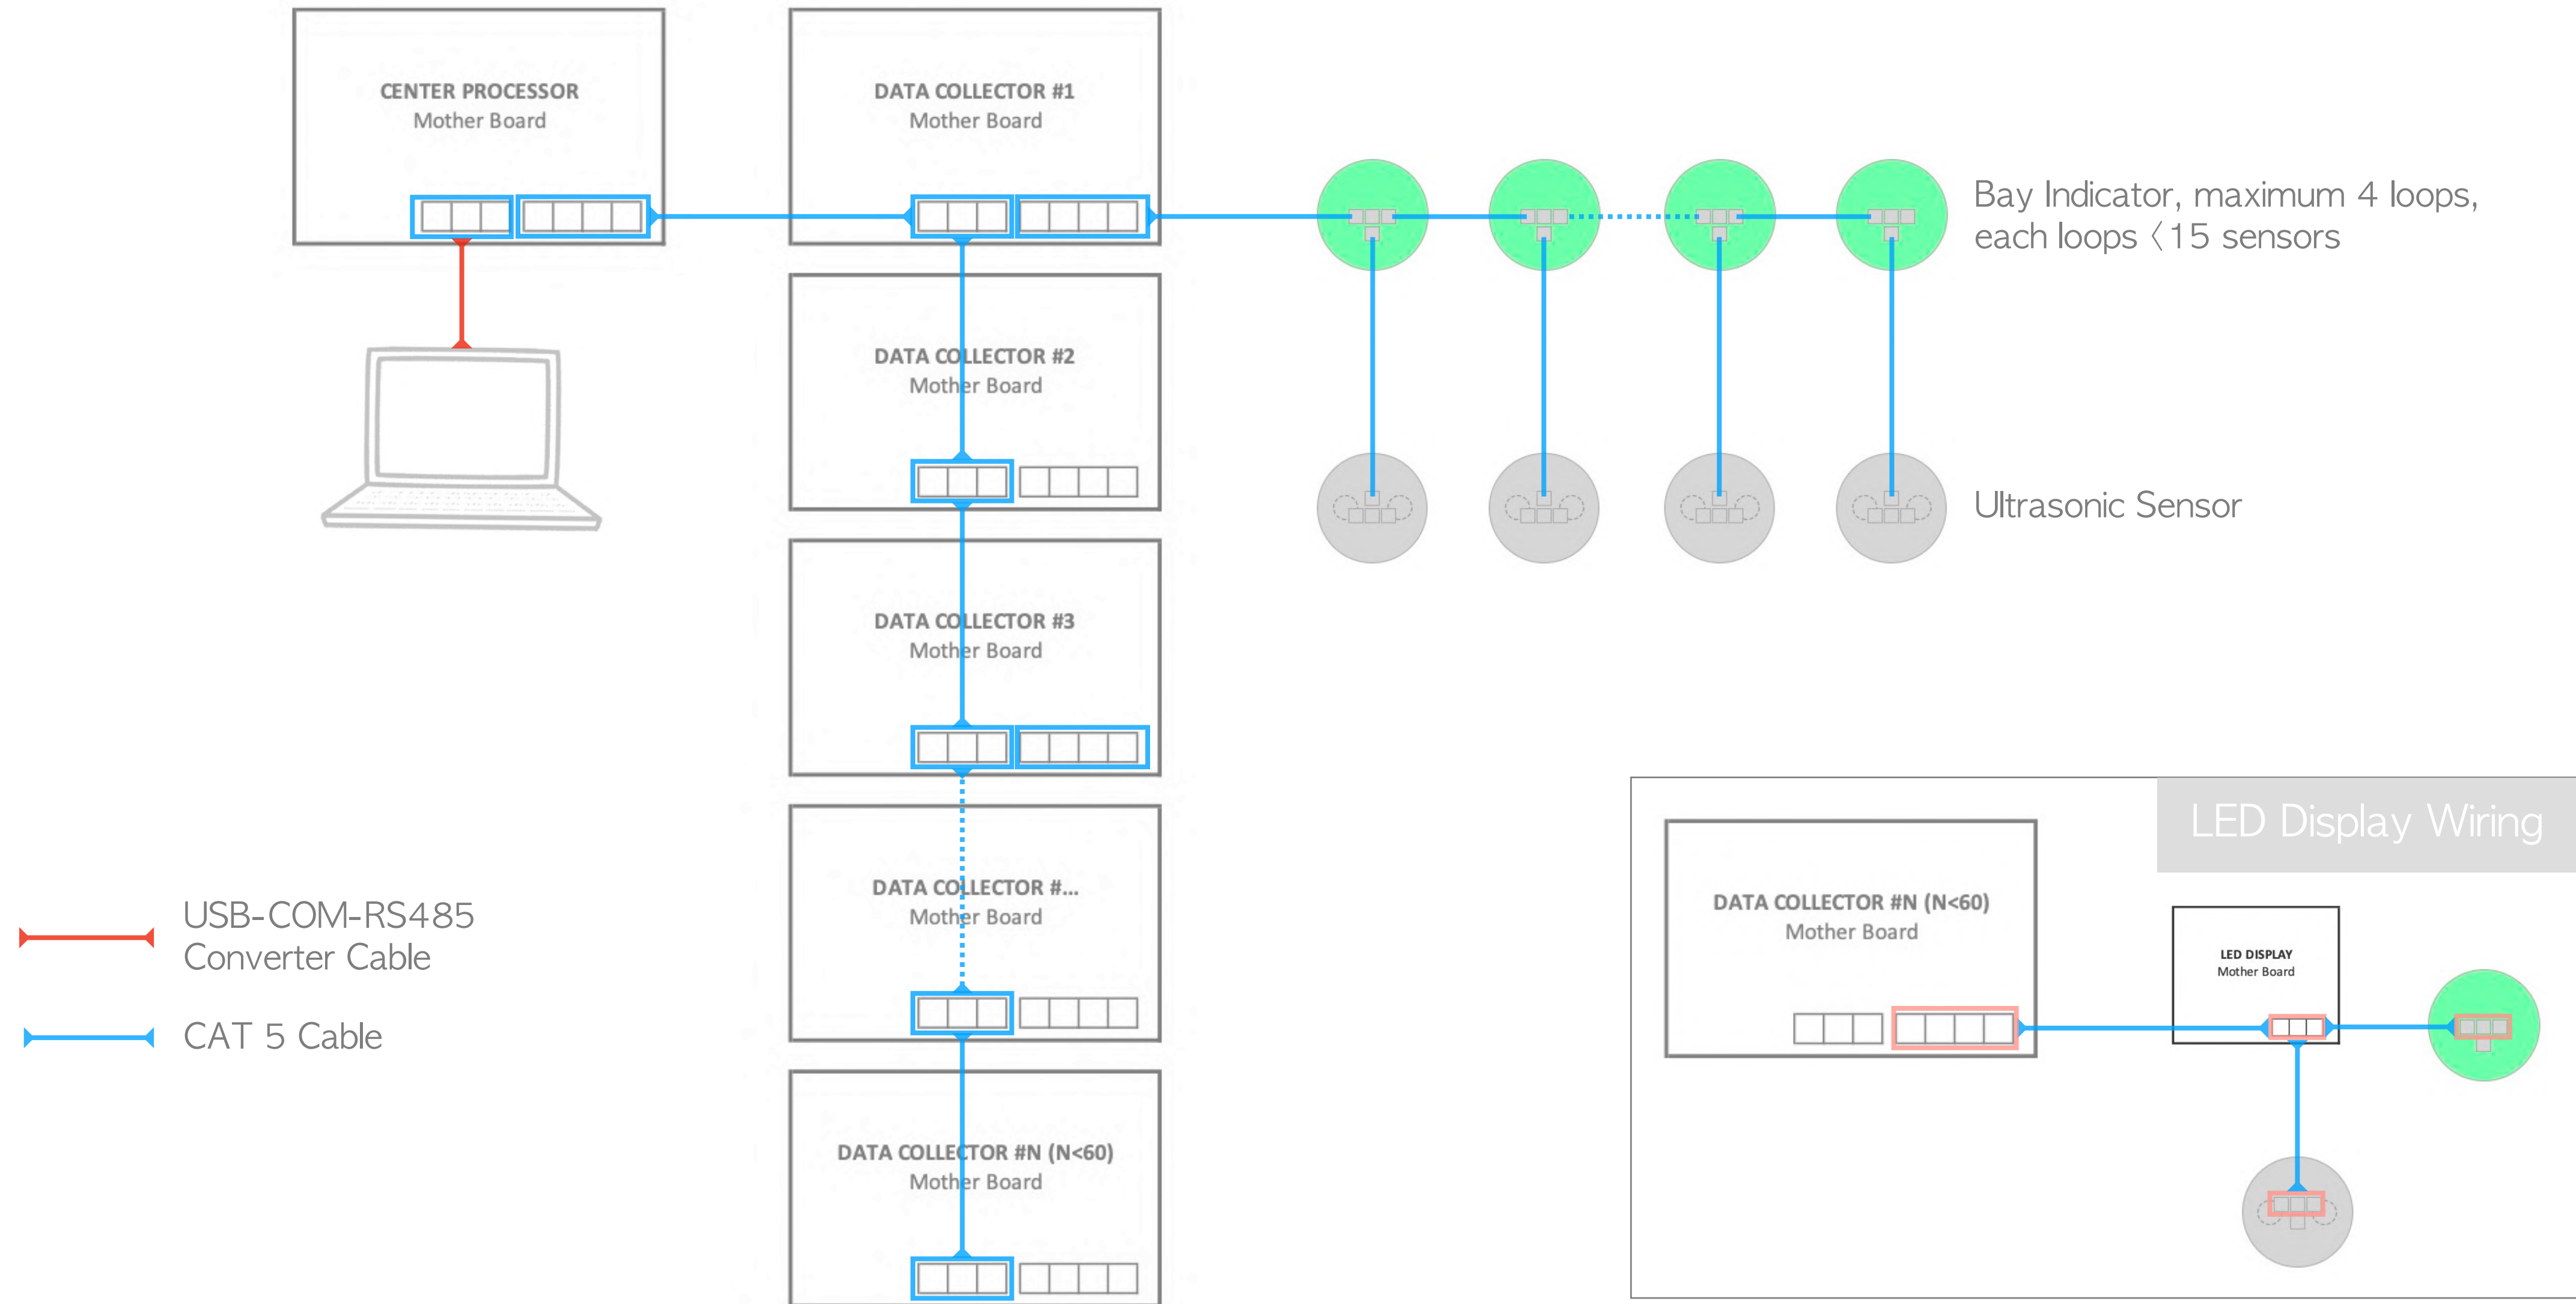 CENTER PROCESSOR
Mother Board
DATA COLLECTOR #1
Mother Board
Bay Indicator, maximum 4 loops,
each loops〈15 sensors
DATA COLLECTOR #2
Mother Board
Ultrasonic Sensor
DATA COLLECTOR #3
Mother Board
DATA COLLECTOR #...
Mother Board
DATA COLLECTOR #N (N<60)
Mother Board
USB-COM-RS485
Converter Cable
CAT 5 Cable
LED Display Wiring
DATA COLLECTOR #N (N<60)
Mother Board
LED DISPLAY
Mother Board